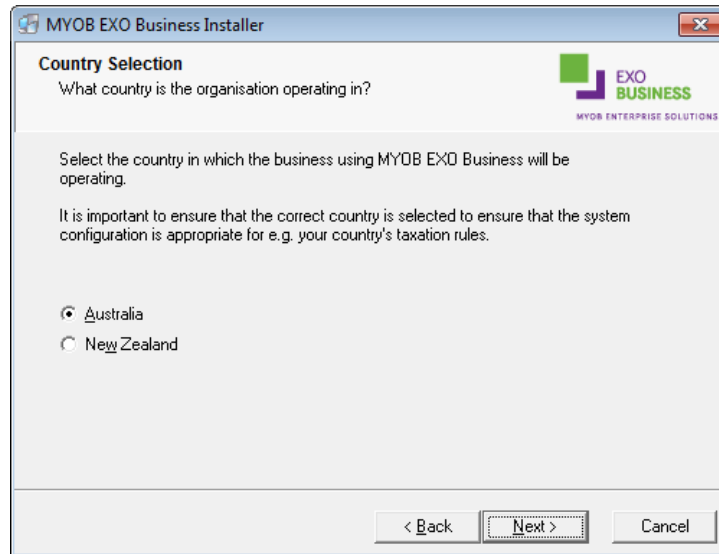 MYOB EXO Business Installer
Country Selection
What country is the organisation operating in?
EXO
BUSINESS
MYOB ENTERPRISE SOLUTIONS
Select the country in which the business using MYOB EXO Business will be
operating.
It is important to ensure that the correct country is selected to ensure that the system
configuration is appropriate for e.g. your country's taxation rules.
Australia
New Zealand
< Back
Next >
Cancel